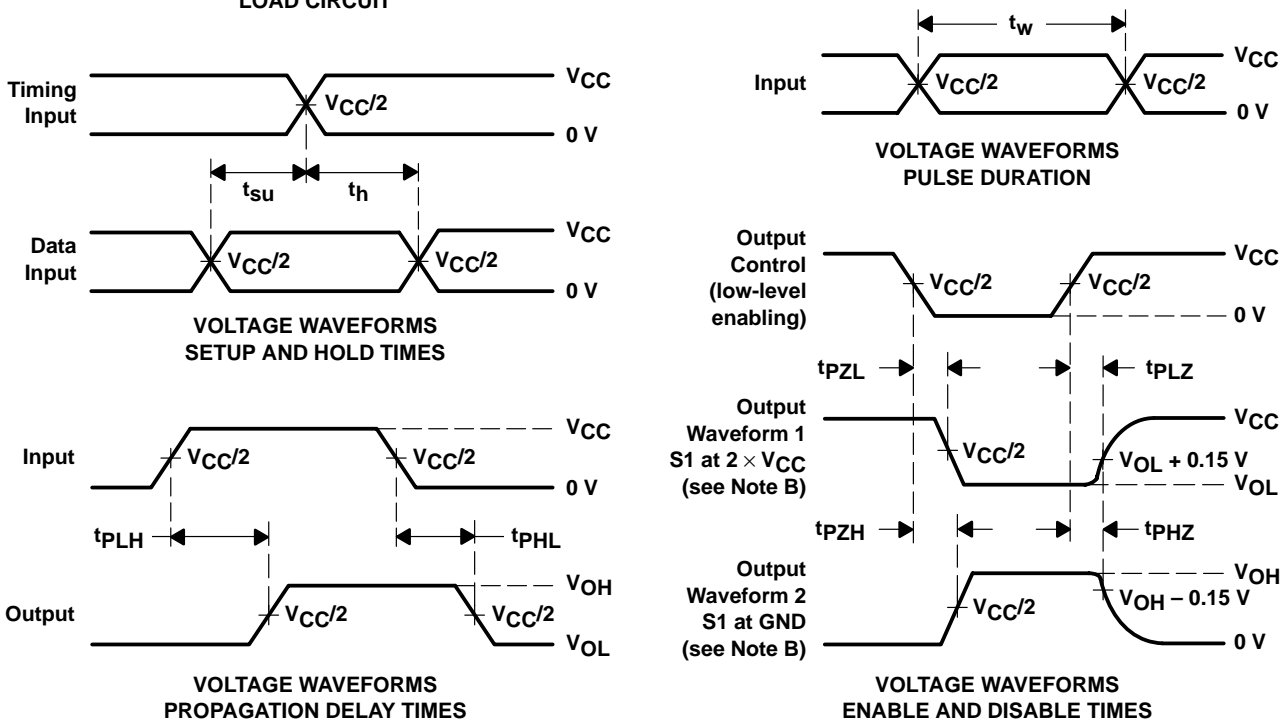 LOAD CIRCUIT
Timing
Input
VCC
VCC/2
0 V
tsu
th
Data
Input
VCC
VCC/2
VCC/2
0 V
VOLTAGE WAVEFORMS
SETUP AND HOLD TIMES
Input
VCC
VCC/2
VCC/2
0 V
tPLH
tPHL
Output
VOH
VCC/2
VCC/2
VOL
VOLTAGE WAVEFORMS
PROPAGATION DELAY TIMES
tw
Input
VCC
VCC/2
VCC/2
0 V
VOLTAGE WAVEFORMS
PULSE DURATION
Output
Control
(low-level
enabling)
VCC
VCC/2
VCC/2
0 V
tPZL
tPLZ
Output
Waveform 1
S1 at 2 × VCC
(see Note B)
VCC
VCC/2
VOL + 0.15 V
VOL
tPZH
tPHZ
Output
Waveform 2
S1 at GND
(see Note B)
VOH
VCC/2
VOH − 0.15 V
0 V
VOLTAGE WAVEFORMS
ENABLE AND DISABLE TIMES